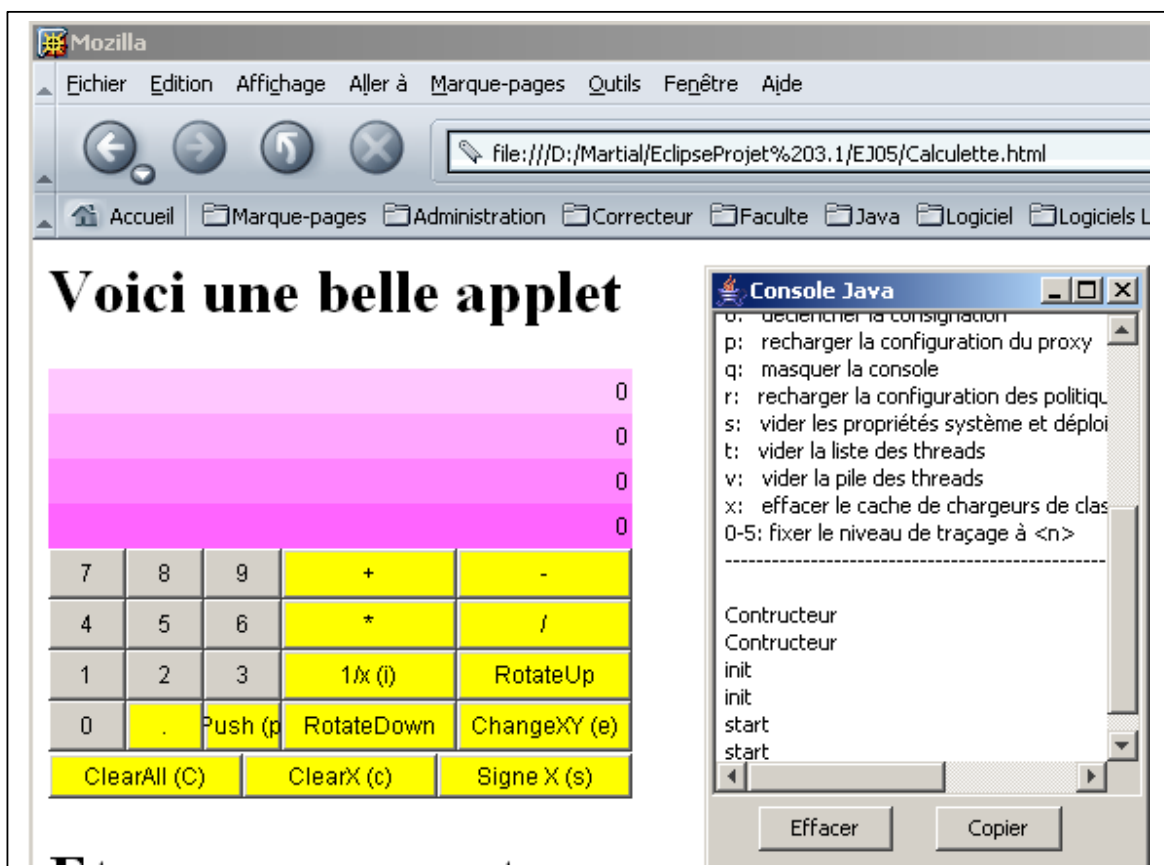 Mozilla
Fichier Edition Affichage Aller à Marque-pages Outils Fenêtre Aide
file:///D:/Martial/EclipseProjet%203.1/EJ05/Calculette.html
Accueil Marque-pages Administration Correcteur Faculte Java Logiciel Logiciels L
Voici une belle applet
0
0
0
0
7 8 9 + -
4 5 6 * /
1 2 3 1/x (i) RotateUp
0 . Push (p RotateDown ChangeXY (e)
ClearAll (C) ClearX (c) Signe X (s)
Console Java
o: déclencher la consignation
p: recharger la configuration du proxy
q: masquer la console
r: recharger la configuration des politiqu
s: vider les propriétés système et déploi
t: vider la liste des threads
v: vider la pile des threads
x: effacer le cache de chargeurs de clas
0-5: fixer le niveau de traçage à <n>
----------------------------------------------------
Contructeur
Contructeur
init
init
start
start
Effacer Copier